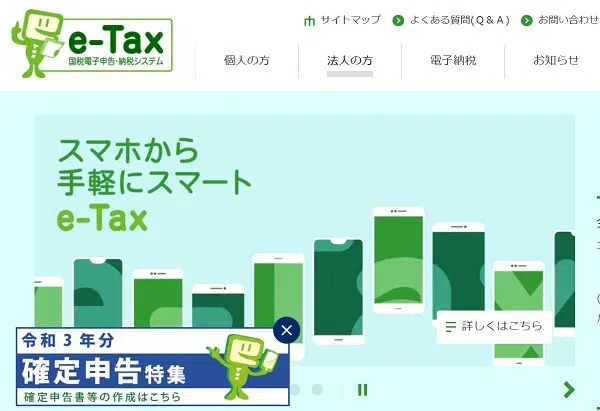 サイトマップ
よくある質問(Q＆A)
お問い合わせ
e-Tax
国税電子申告・納税システム
個人の方
法人の方
電子納税
お知らせ
スマホから
手軽にスマート
e-Tax
詳しくはこちら
令和3年分
確定申告特集
確定申告書等の作成はこちら